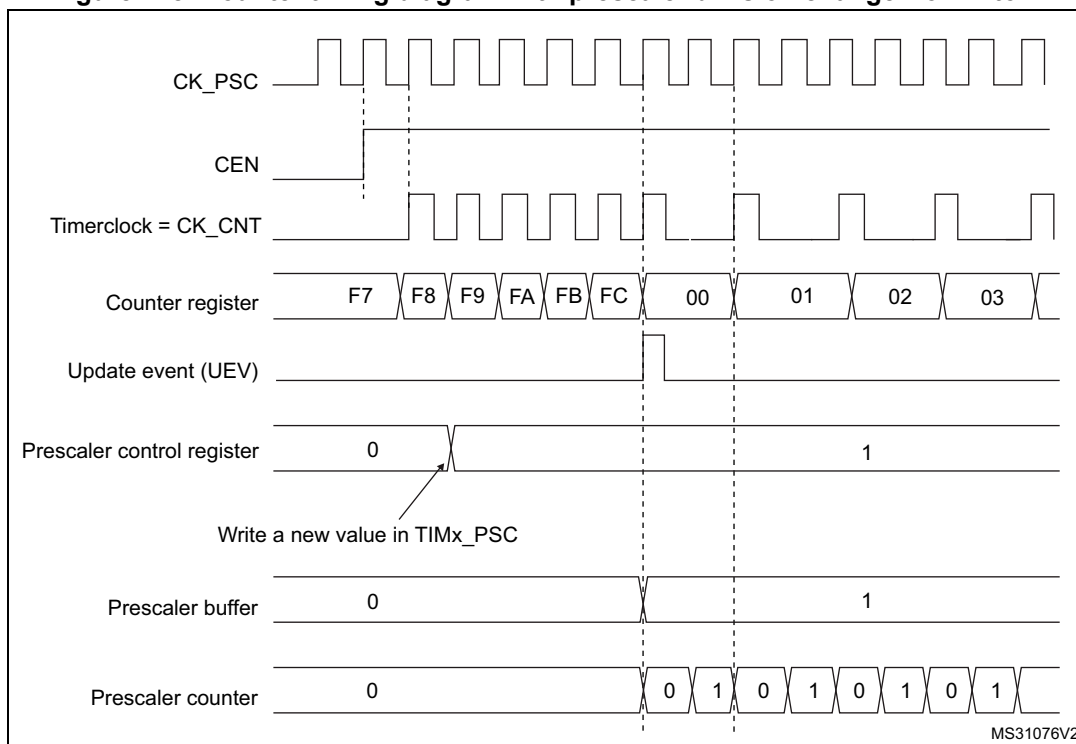 CK_PSC
CEN
Timerclock = CK_CNT
Counter register F7 F8 F9 FA FB FC 00 01 02 03
Update event (UEV)
Prescaler control register 0 1
Write a new value in TIMx_PSC
Prescaler buffer 0 1
Prescaler counter 0 0 1 0 1 0 1 0 1
MS31076V2